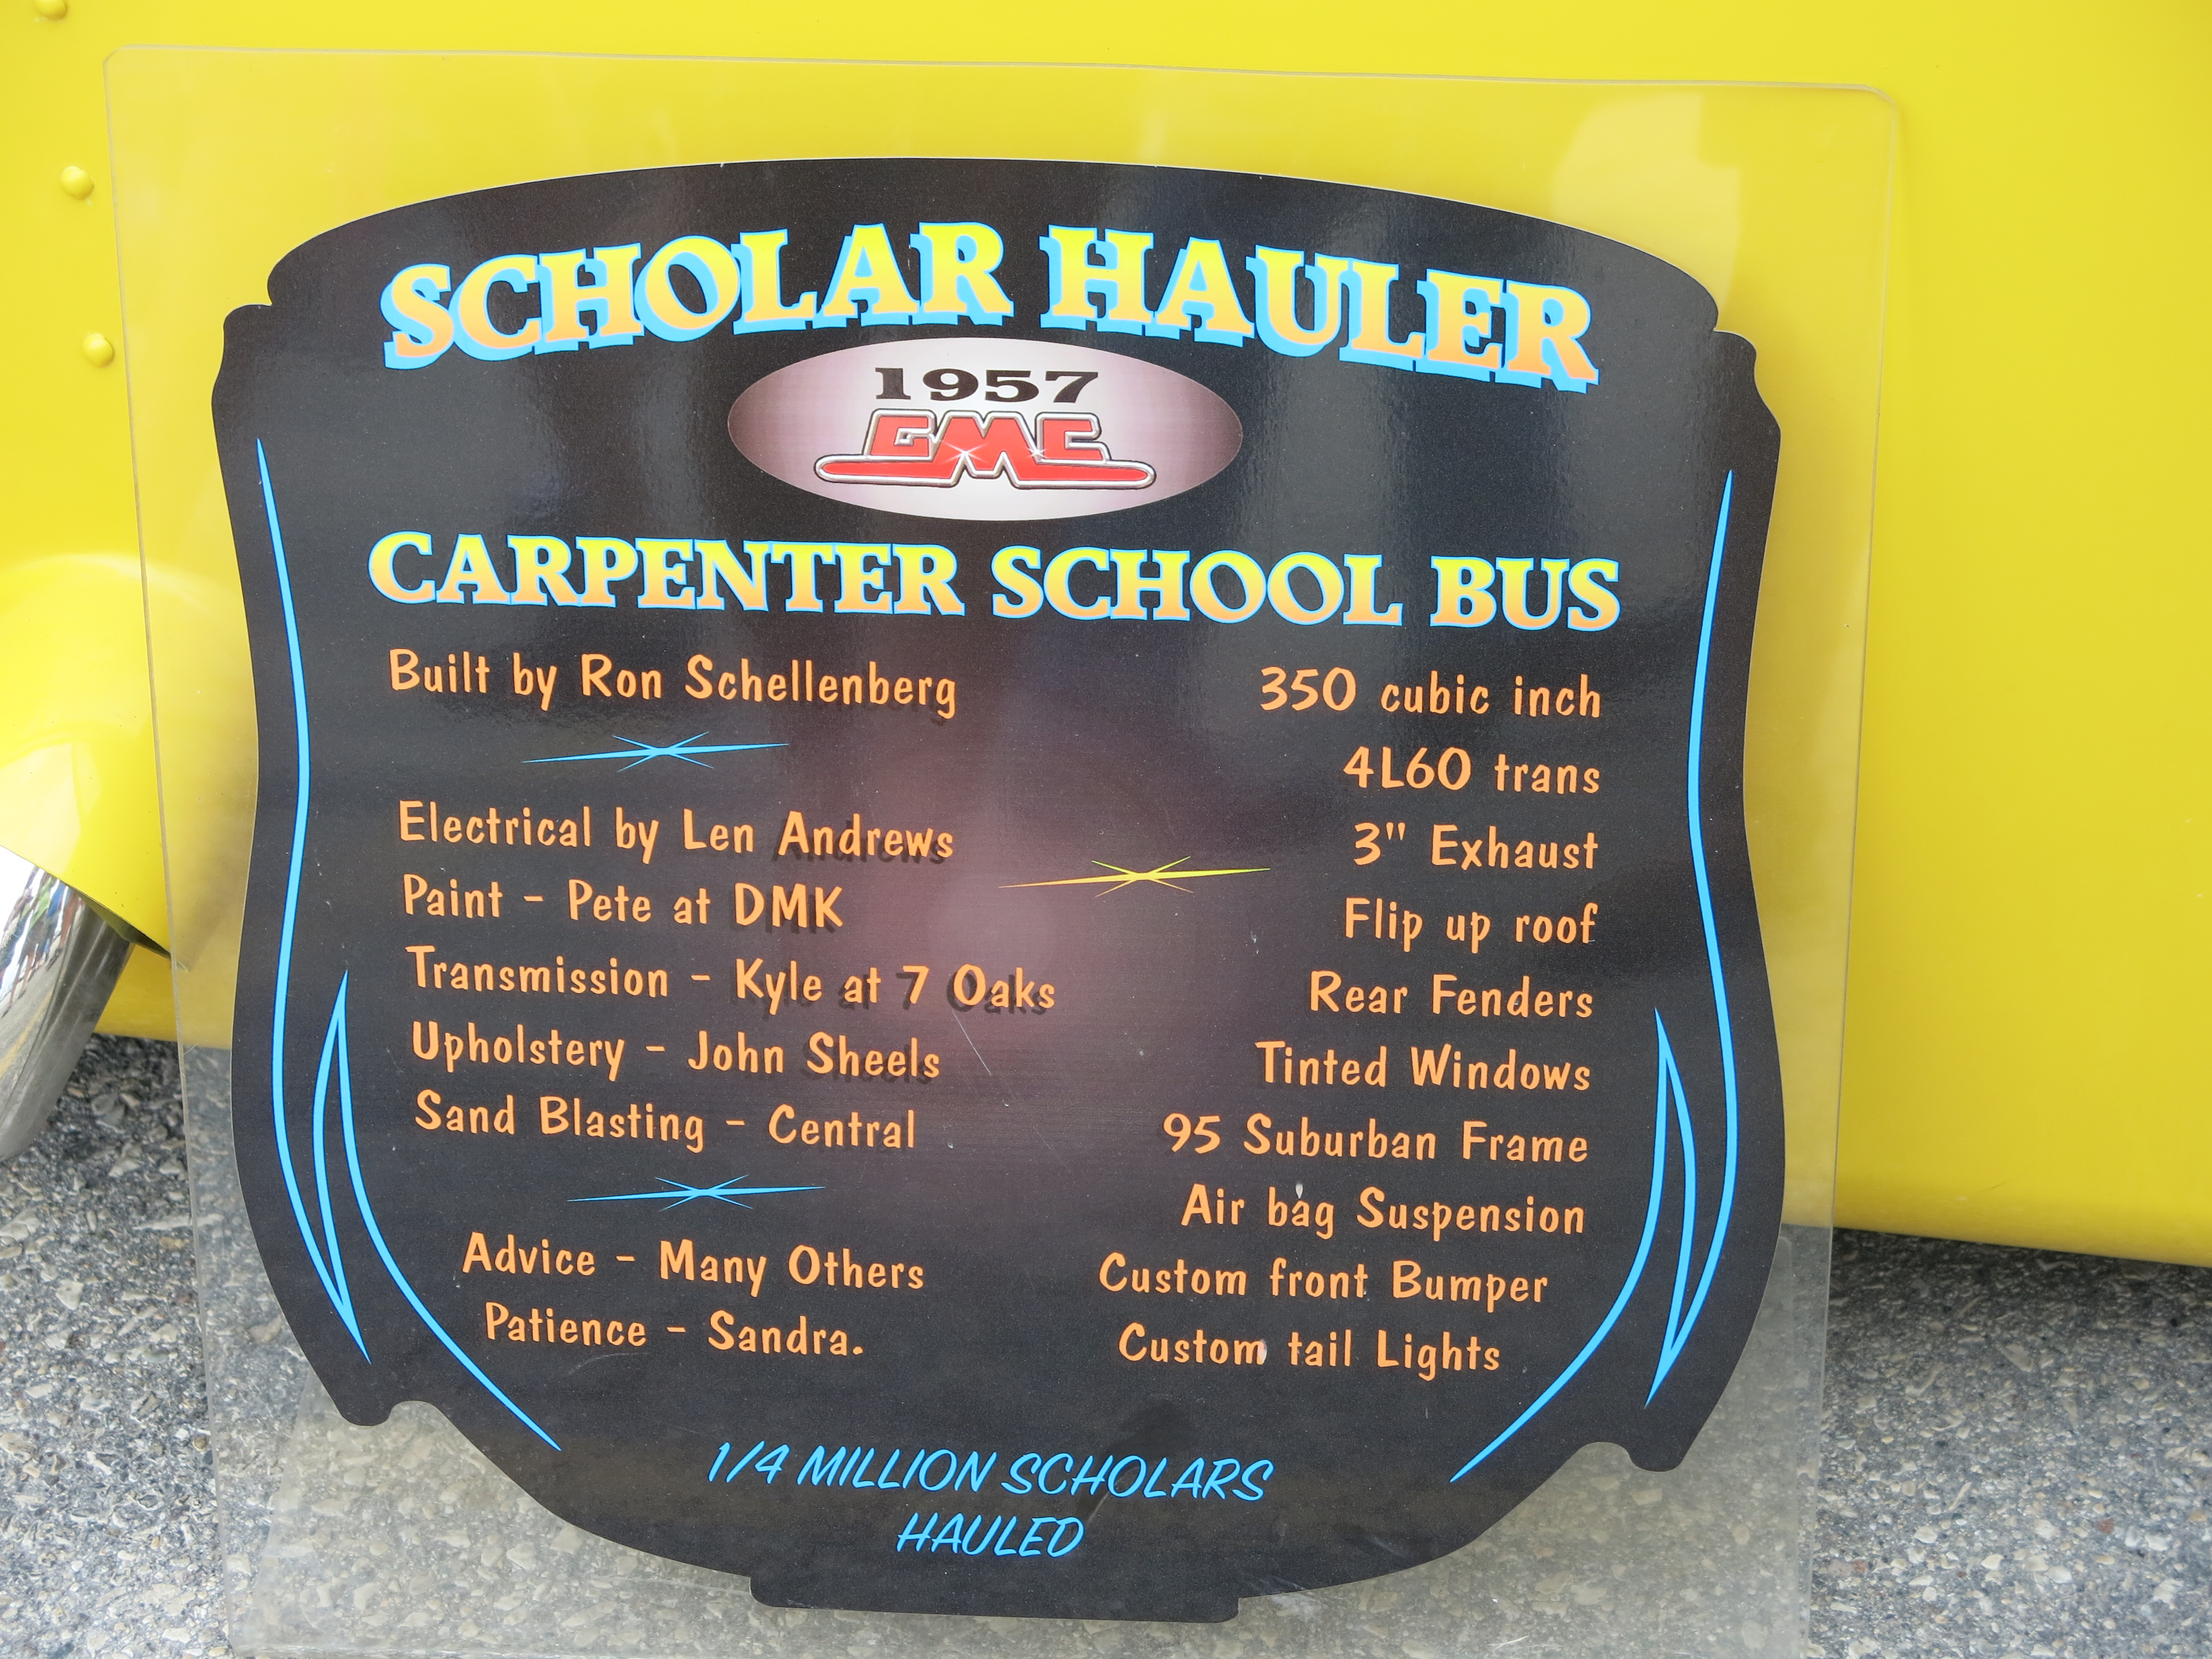 SCHOLAR HAULER
1957
GMC
CARPENTER SCHOOL BUS
Built by Ron Schellenberg
Electrical by Len Andrews
Paint - Pete at DMK
Transmission - Kyle at 7 Oaks
Upholstery - John Sheels
Sand Blasting - Central
Advice - Many Others
Patience - Sandra.
350 cubic inch
4L60 trans
3" Exhaust
Flip up roof
Rear Fenders
Tinted Windows
95 Suburban Frame
Air bag Suspension
Custom front Bumper
Custom tail Lights
1/4 MILLION SCHOLARS
HAULED